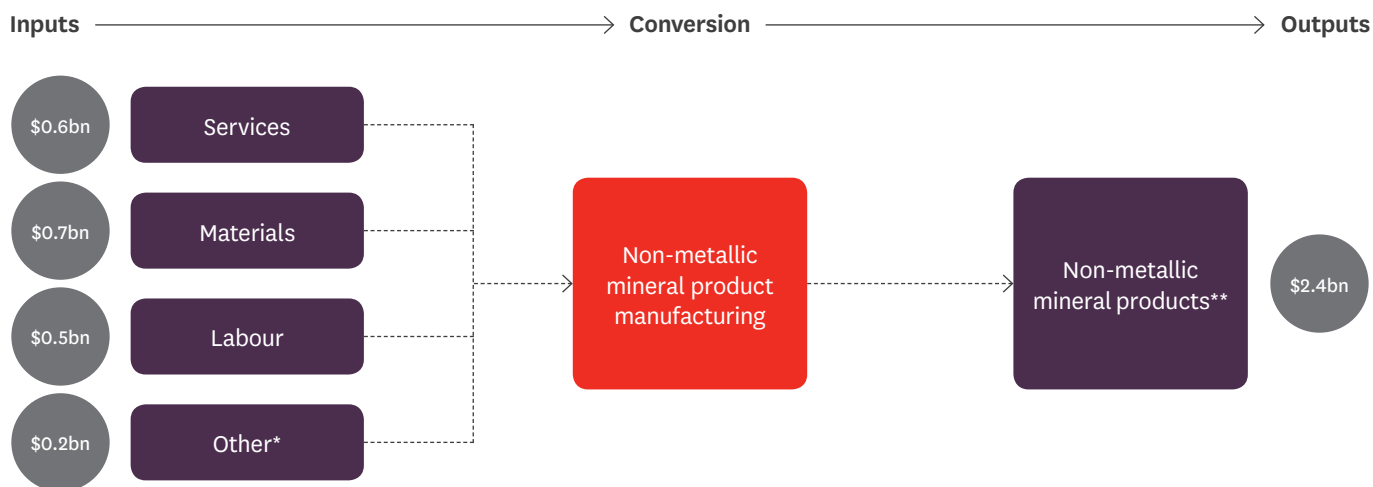 Inputs
Conversion
Outputs
$0.6bn
Services
$0.7bn
Materials
$0.5bn
Labour
$0.2bn
Other*
Non-metallic
mineral product
manufacturing
Non-metallic
mineral products**
$2.4bn